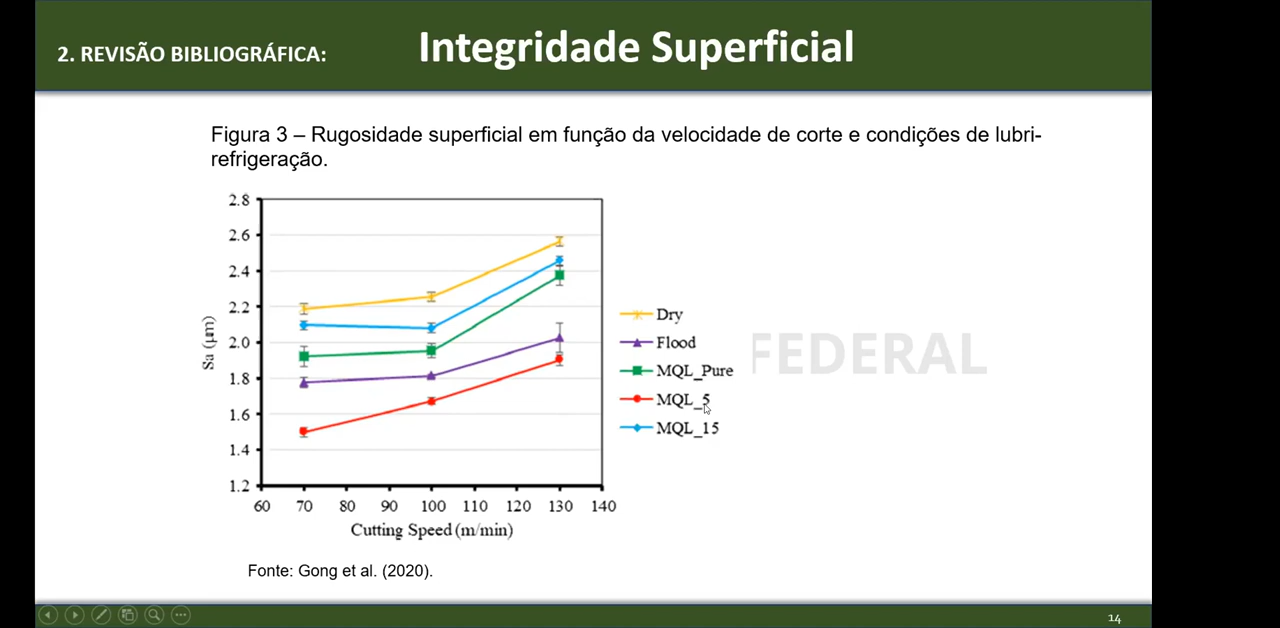 2. REVISÃO BIBLIOGRÁFICA:
Integridade Superficial
Figura 3 – Rugosidade superficial em função da velocidade de corte e condições de lubri-
refrigeração.
2.8
2.6
2.4
2.2
2.0
1.8
1.6
1.4
1.2
Sa (μm)
60 70 80 90 100 110 120 130 140
Cutting Speed (m/min)
Dry
Flood
MQL_Pure
MQL_5
MQL_15
FEDERAL
Fonte: Gong et al. (2020).
14